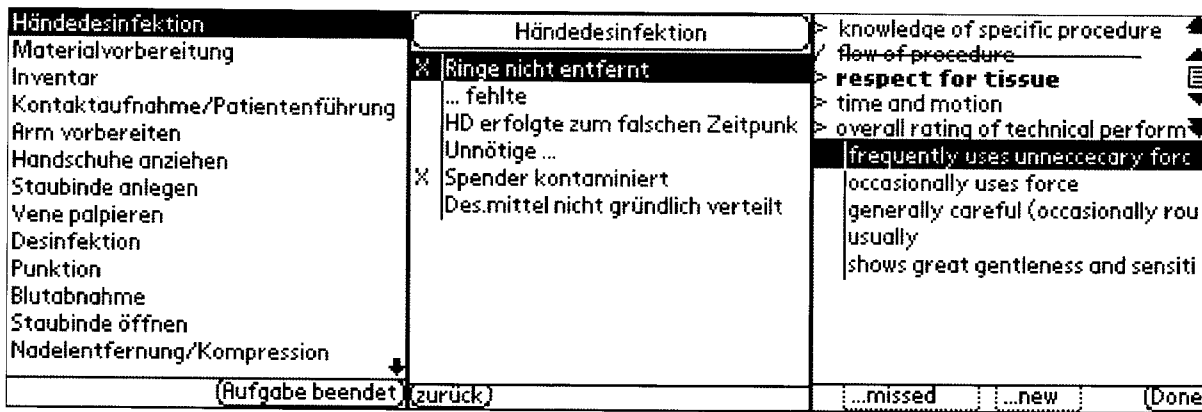 Händedesinfektion
Materialvorbereitung
Inventar
Kontaktaufnahme/Patientenführung
Arm vorbereiten
Handschuhe anziehen
Staubinde anlegen
Vene palpieren
Desinfektion
Punktion
Blutabnahme
Staubinde öffnen
Nadelentfernung/Kompression
(Aufgabe beendet)
Händedesinfektion
X Ringe nicht entfernt
... fehlte
HD erfolgte zum falschen Zeitpunk
Unnötige ...
X Spender kontaminiert
Des.mittel nicht gründlich verteilt
(zurück)
> knowledge of specific procedure
/ flow of procedure
> respect for tissue
> time and motion
> overall rating of technical perform
frequently uses unneccecary forc
occasionally uses force
generally careful (occasionally rou
usually
shows great gentleness and sensiti
...missed ...new (Done